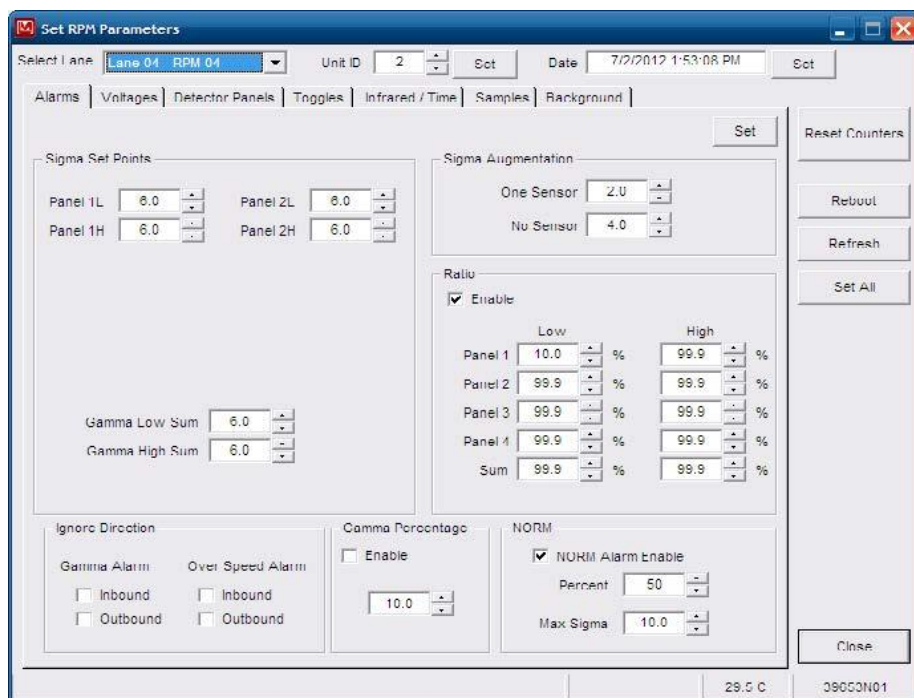 Set RPM Parameters
Select Lane Lane 04 RPM 04 Unit ID 2 Set Date 7/2/2012 1:53:08 PM Set
Alarms Voltages Detector Panels Toggles Infrared / Time Samples Background
Set
Reset Counters
Reboot
Refresh
Set All
Sigma Set Points
Panel 1L 6.0 Panel 2L 6.0
Panel 1H 6.0 Panel 2H 6.0
Gamma Low Sum 6.0
Gamma High Sum 6.0
Sigma Augmentation
One Sensor 2.0
No Sensor 4.0
Ratio
Enable
Low High
Panel 1 10.0 % 99.9 %
Panel 2 99.9 % 99.9 %
Panel 3 99.9 % 99.9 %
Panel 4 99.9 % 99.9 %
Sum 99.9 % 99.9 %
Ignore Direction
Gamma Alarm Over Speed Alarm
Inbound Inbound
Outbound Outbound
Gamma Percentage
Enable
10.0
NORM
NORM Alarm Enable
Percent 50
Max Sigma 10.0
Close
29.5 C